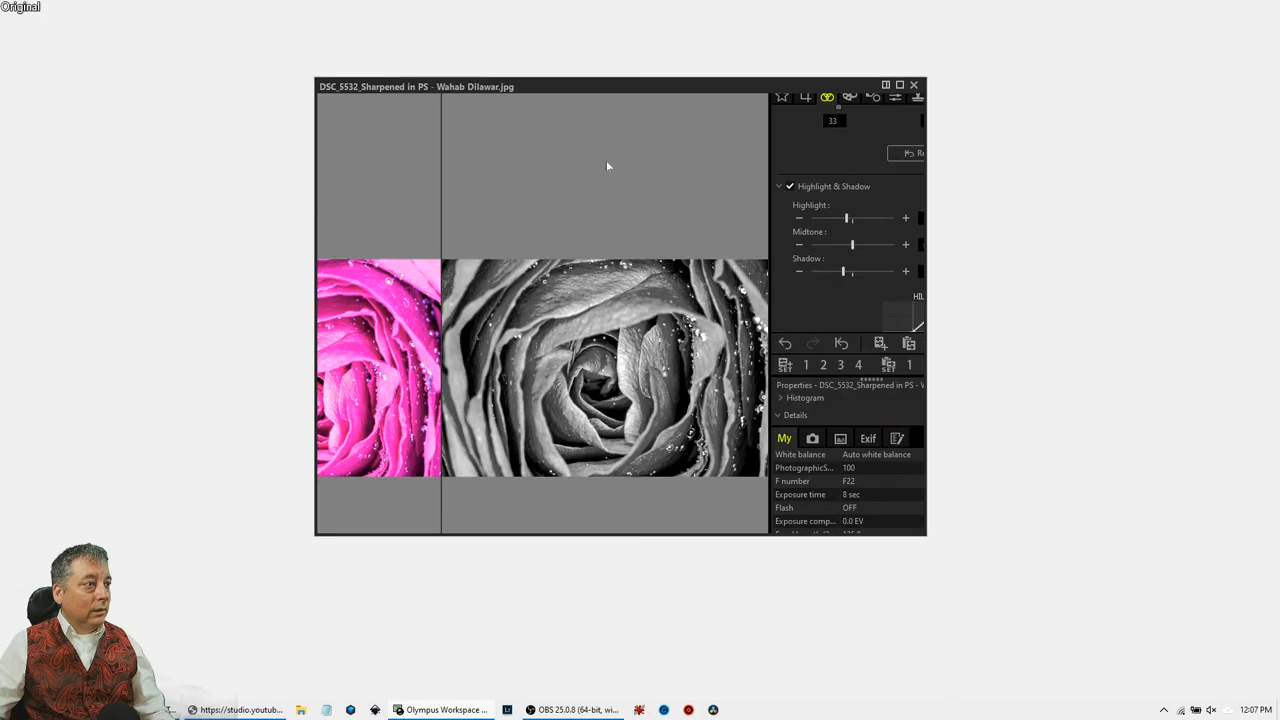 Original
DSC_5532_Sharpened in PS - Wahab Dilawar.jpg
33
Highlight & Shadow
Highlight :
Midtone :
Shadow :
1 2 3 4
1
Properties - DSC_5532_Sharpened in PS - W
Histogram
Details
My
Exif
White balance Auto white balance
PhotographicS... 100
F number F22
Exposure time 8 sec
Flash OFF
Exposure comp... 0.0 EV
https://studio.youtub...
Olympus Workspace ...
Lr
OBS 25.0.8 (64-bit, wi...
12:07 PM